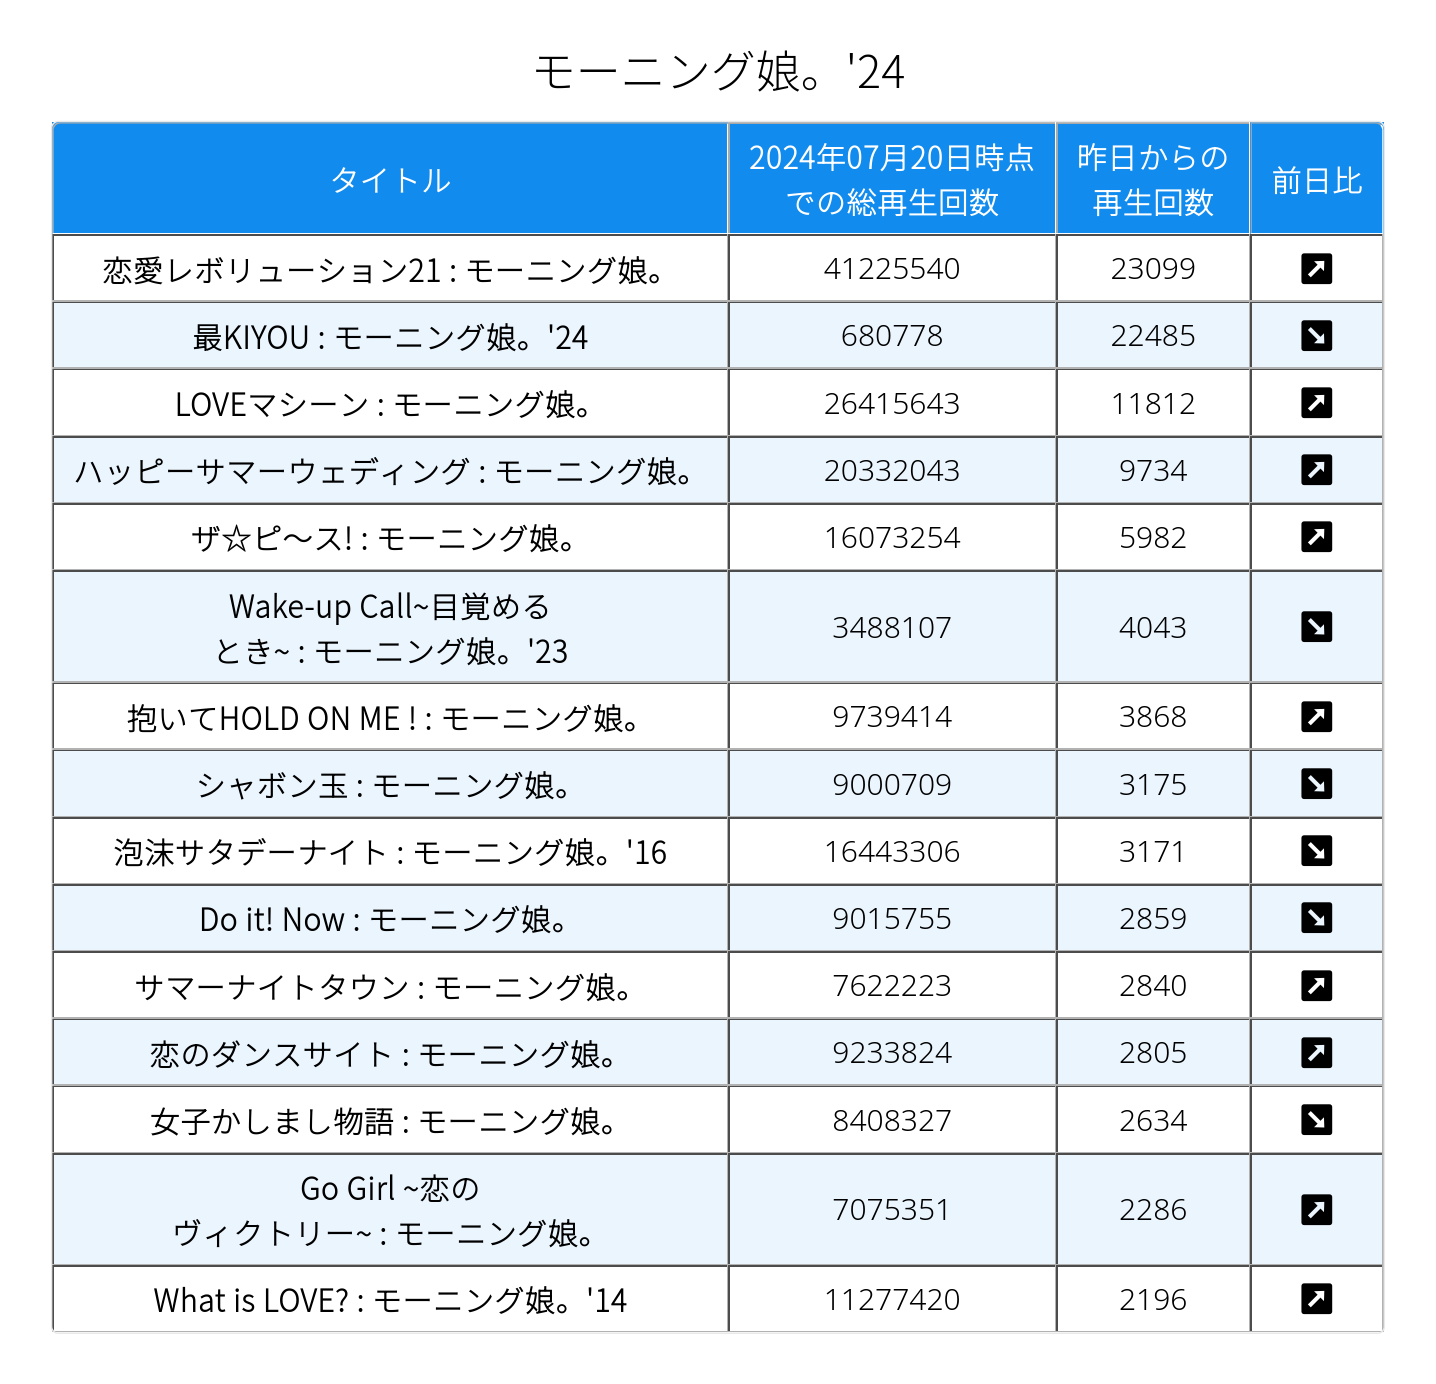 モーニング娘。'24
タイトル
2024年07月20日時点
での総再生回数
昨日からの
再生回数
前日比
恋愛レボリューション21 : モーニング娘。 41225540 23099 ↗
最KIYOU : モーニング娘。'24 680778 22485 ↘
LOVEマシーン : モーニング娘。 26415643 11812 ↗
ハッピーサマーウェディング : モーニング娘。 20332043 9734 ↗
ザ☆ピ〜ス! : モーニング娘。 16073254 5982 ↗
Wake-up Call~目覚める
とき~ : モーニング娘。'23 3488107 4043 ↘
抱いてHOLD ON ME ! : モーニング娘。 9739414 3868 ↗
シャボン玉 : モーニング娘。 9000709 3175 ↘
泡沫サタデーナイト : モーニング娘。'16 16443306 3171 ↘
Do it! Now : モーニング娘。 9015755 2859 ↘
サマーナイトタウン : モーニング娘。 7622223 2840 ↗
恋のダンスサイト : モーニング娘。 9233824 2805 ↗
女子かしまし物語 : モーニング娘。 8408327 2634 ↘
Go Girl ~恋の
ヴィクトリー~ : モーニング娘。 7075351 2286 ↗
What is LOVE? : モーニング娘。'14 11277420 2196 ↗